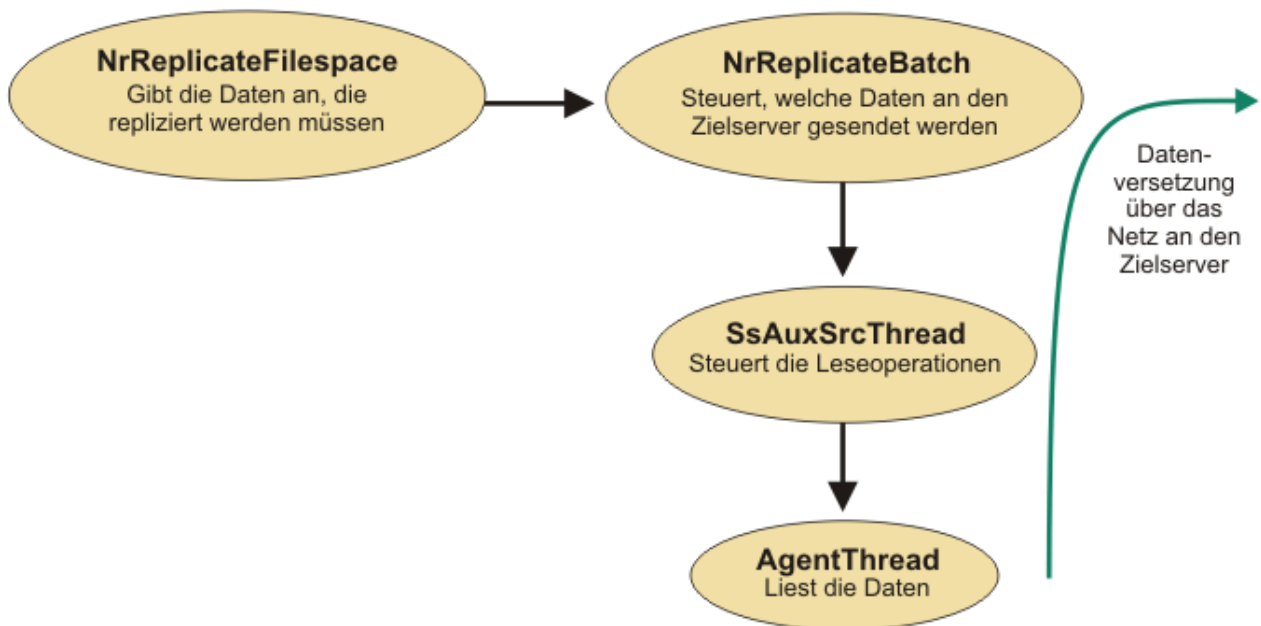 NrReplicateFilespace
Gibt die Daten an, die
repliziert werden müssen
NrReplicateBatch
Steuert, welche Daten an den
Zielserver gesendet werden
Daten-
versetzung
über das
Netz an den
Zielserver
SsAuxSrcThread
Steuert die Leseoperationen
AgentThread
Liest die Daten